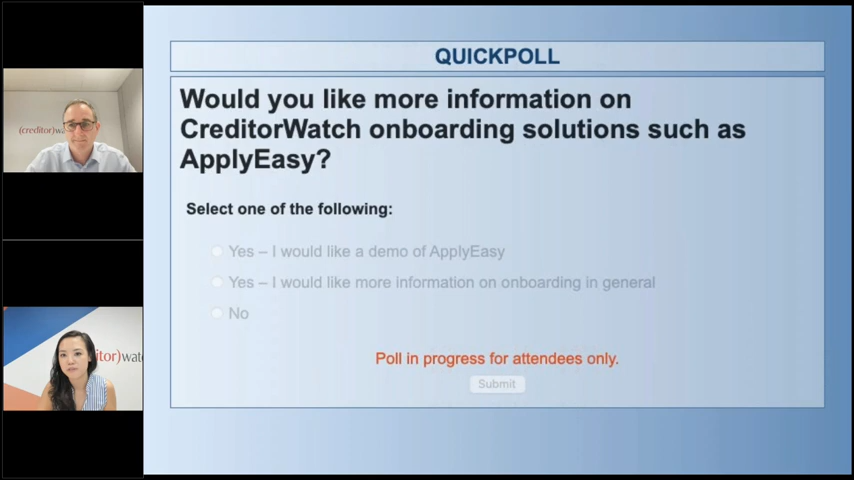 QUICKPOLL
Would you like more information on
CreditorWatch onboarding solutions such as
ApplyEasy?
Select one of the following:
Yes – I would like a demo of ApplyEasy
Yes – I would like more information on onboarding in general
No
Poll in progress for attendees only.
Submit
(creditor)wa
itor)watc